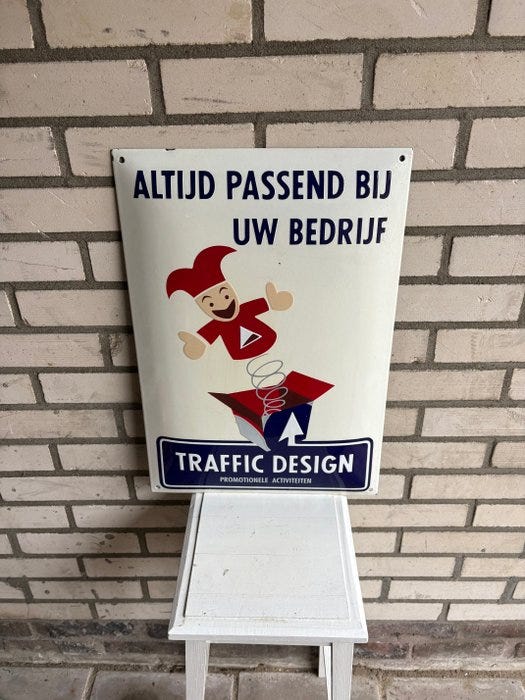 ALTIJD PASSEND BIJ
UW BEDRIJF
TRAFFIC DESIGN
PROMOTIONELE ACTIVITEITEN